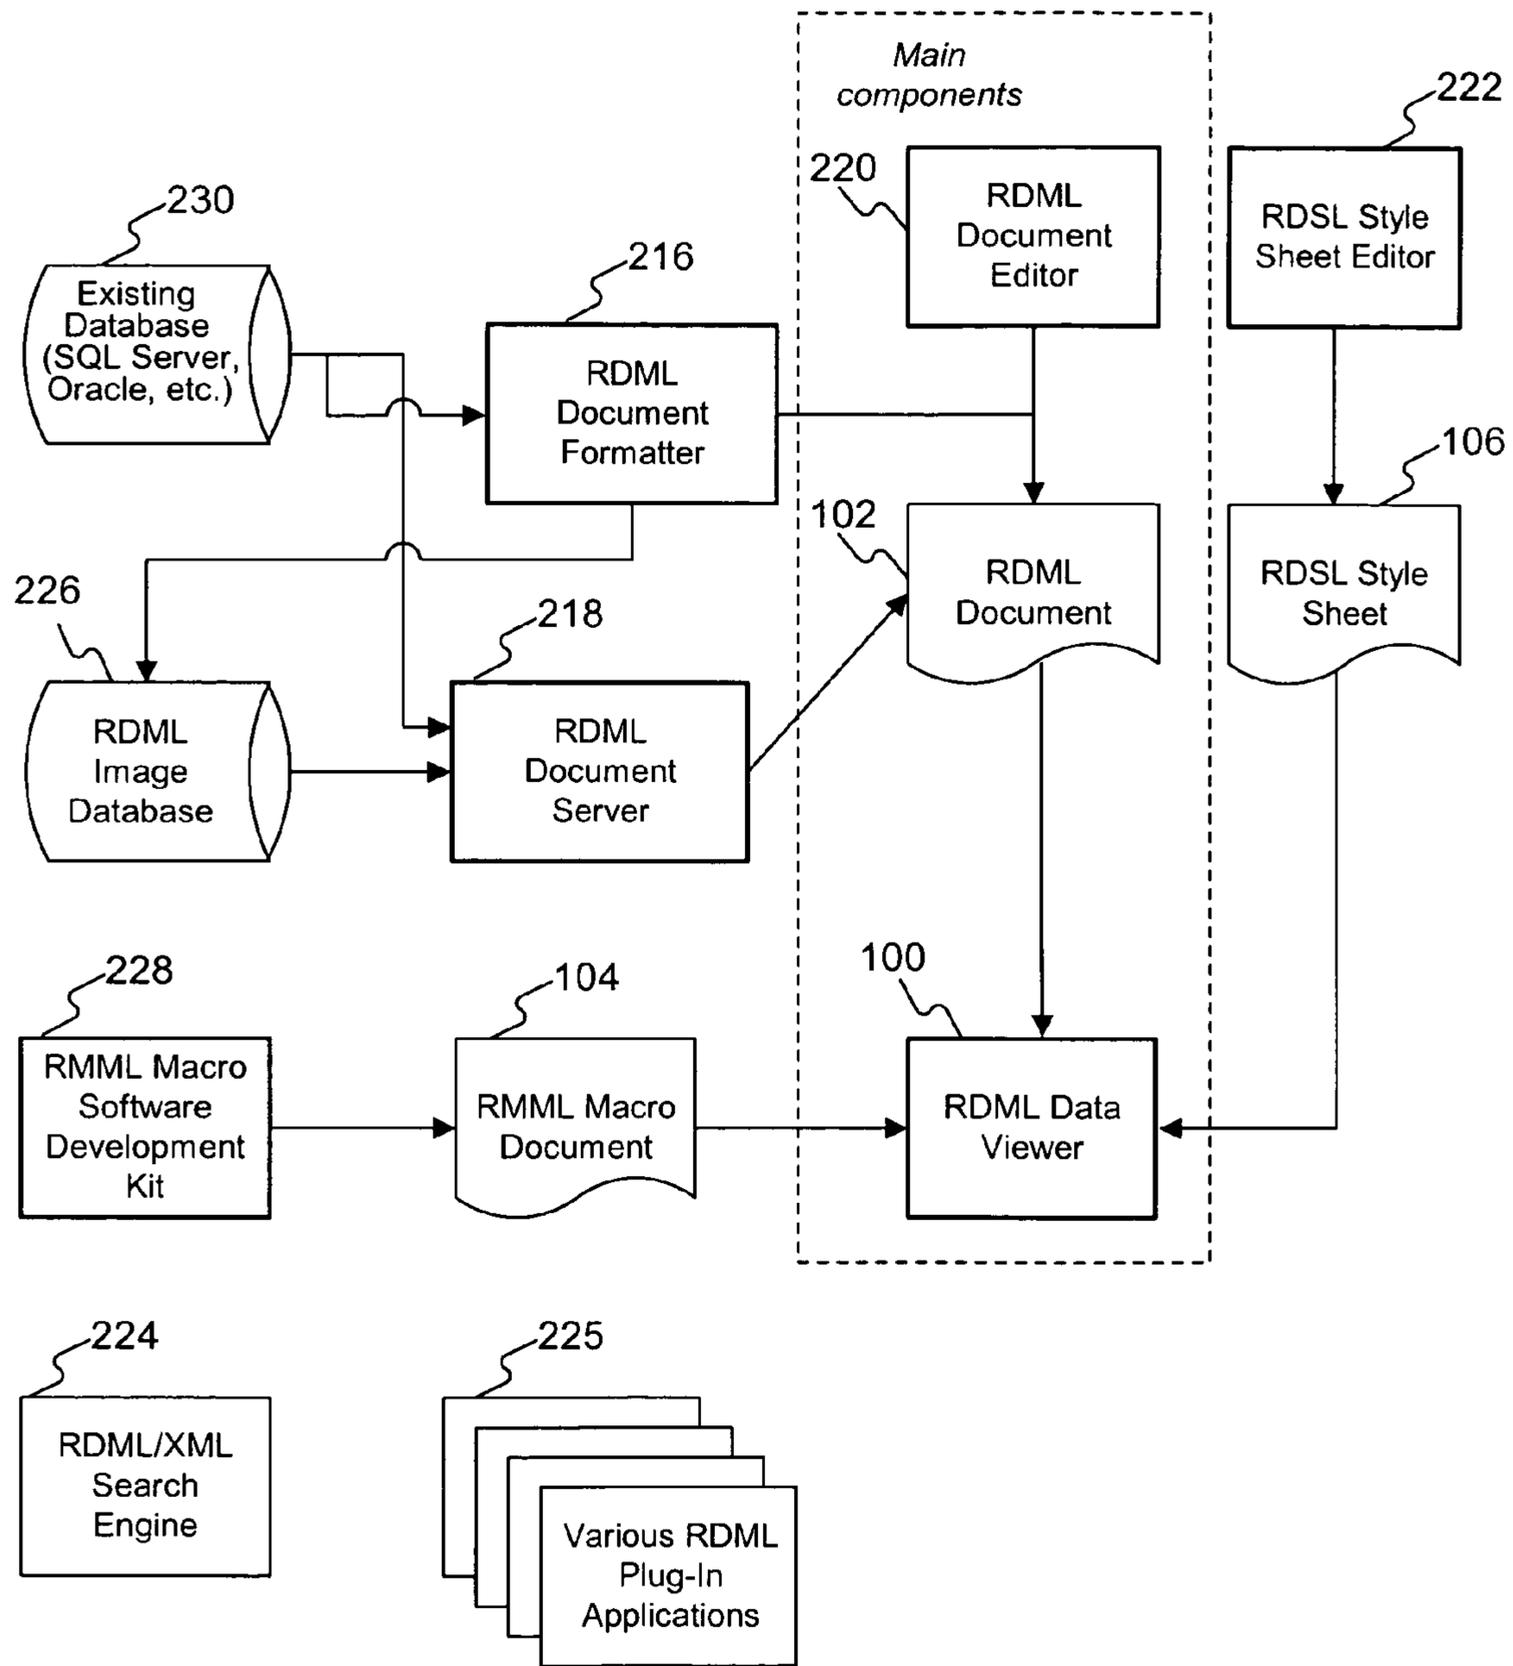 Main
components
222
220
RDML
Document
Editor
RDSL Style
Sheet Editor
230
Existing
Database
(SQL Server,
Oracle, etc.)
216
RDML
Document
Formatter
106
102
RDML
Document
RDSL Style
Sheet
226
RDML
Image
Database
218
RDML
Document
Server
228
RMML Macro
Software
Development
Kit
104
RMML Macro
Document
100
RDML Data
Viewer
224
RDML/XML
Search
Engine
225
Various RDML
Plug-In
Applications